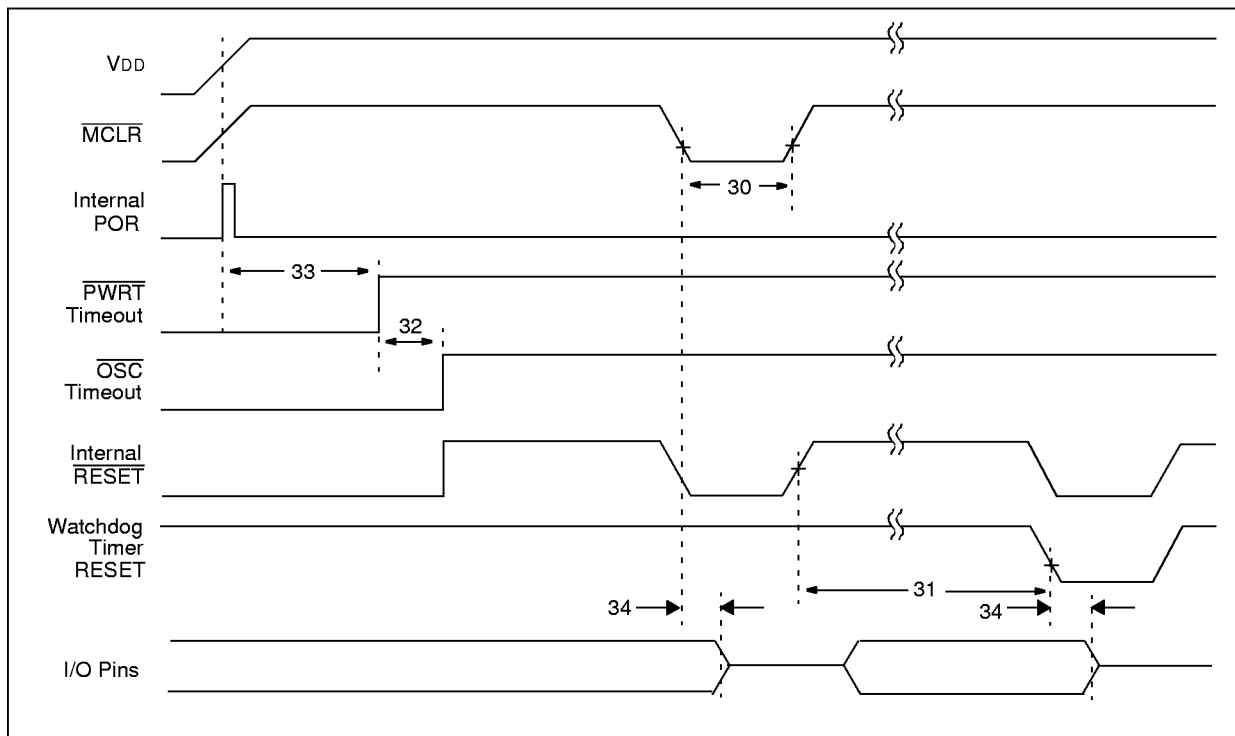 VDD
MCLR
30
Internal
POR
33
PWRT
Timeout
32
OSC
Timeout
Internal
RESET
Watchdog
Timer
RESET
31
34
34
I/O Pins